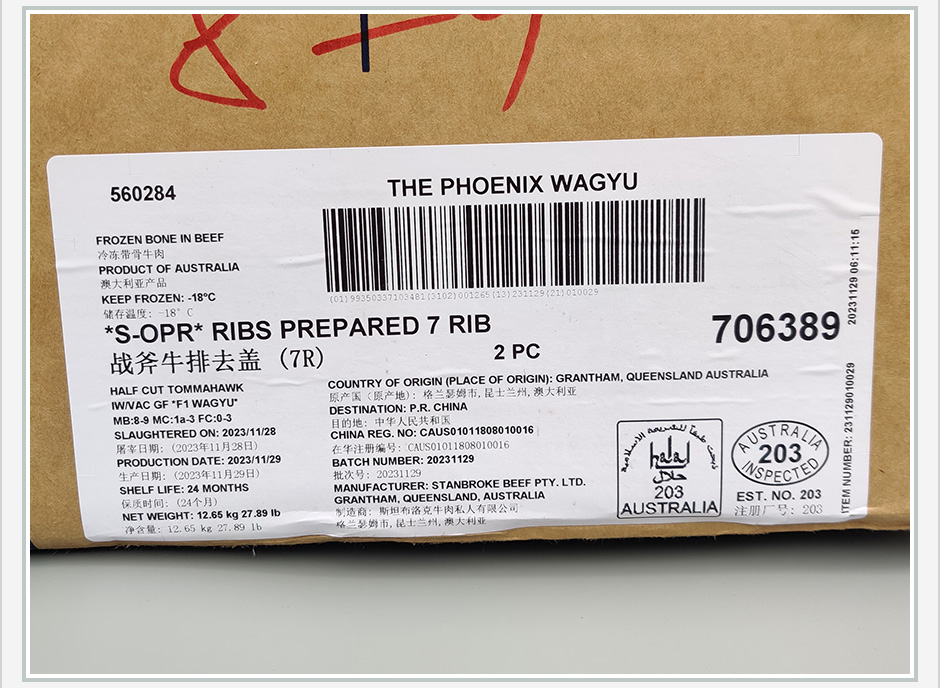 560284
THE PHOENIX WAGYU
FROZEN BONE IN BEEF
冷冻带骨牛肉
PRODUCT OF AUSTRALIA
澳大利亚产品
KEEP FROZEN: -18°C
储存温度: -18° C
(01)99350337103481(3102)001265(13)231129(21)010029
*S-OPR* RIBS PREPARED 7 RIB
战斧牛排去盖 (7R)
2 PC
706389
20231129 06:11:15
HALF CUT TOMMAHAWK
IW/VAC GF *F1 WAGYU*
MB:8-9 MC:1a-3 FC:0-3
SLAUGHTERED ON: 2023/11/28
屠宰日期: (2023年11月28日)
PRODUCTION DATE: 2023/11/29
生产日期: (2023年11月29日)
SHELF LIFE: 24 MONTHS
保质时间: (24个月)
NET WEIGHT: 12.65 kg 27.89 lb
净含量: 12.65 kg 27.89 lb
COUNTRY OF ORIGIN (PLACE OF ORIGIN): GRANTHAM, QUEENSLAND AUSTRALIA
原产国 (原产地): 格兰瑟姆市, 昆士兰州, 澳大利亚
DESTINATION: P.R. CHINA
目的地: 中华人民共和国
CHINA REG. NO: CAUS01011808010016
在华注册编号: CAUS01011808010016
BATCH NUMBER: 20231129
批次号: 20231129
MANUFACTURER: STANBROKE BEEF PTY. LTD.
GRANTHAM, QUEENSLAND, AUSTRALIA
制造商: 斯坦布洛克牛肉私人有限公司
格兰瑟姆市, 昆士兰州, 澳大利亚
halal
حلال
203
AUSTRALIA
AUSTRALIA
203
INSPECTED
EST. NO. 203
注册厂号: 203
ITEM NUMBER: 231129010029